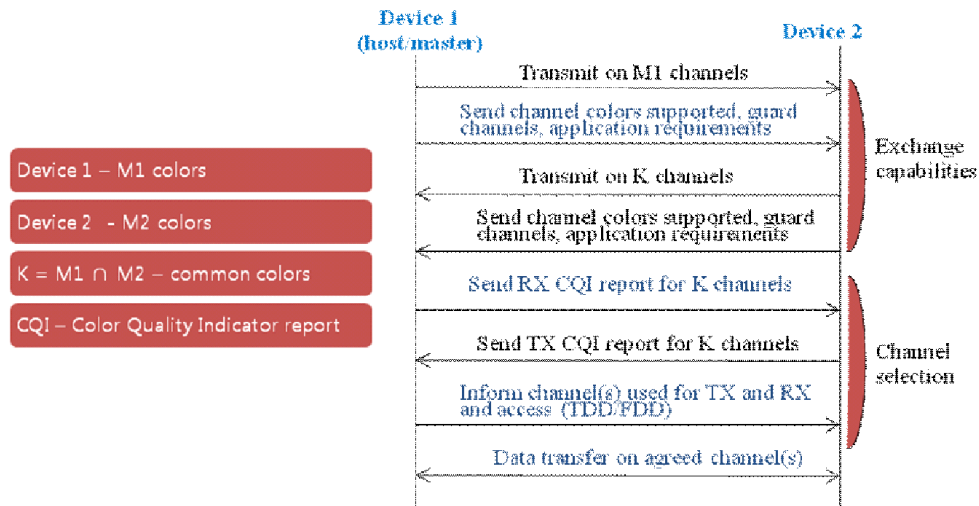 Device 1
(host/master)
Device 2
Transmit on M1 channels
Send channel colors supported, guard
channels, application requirements
Transmit on K channels
Send channel colors supported, guard
channels, application requirements
Exchange
capabilities
Device 1 – M1 colors
Device 2 - M2 colors
K = M1 ∩ M2 – common colors
CQI – Color Quality Indicator report
Send RX CQI report for K channels
Send TX CQI report for K channels
Inform channel(s) used for TX and RX
and access (TDD/FDD)
Channel
selection
Data transfer on agreed channel(s)